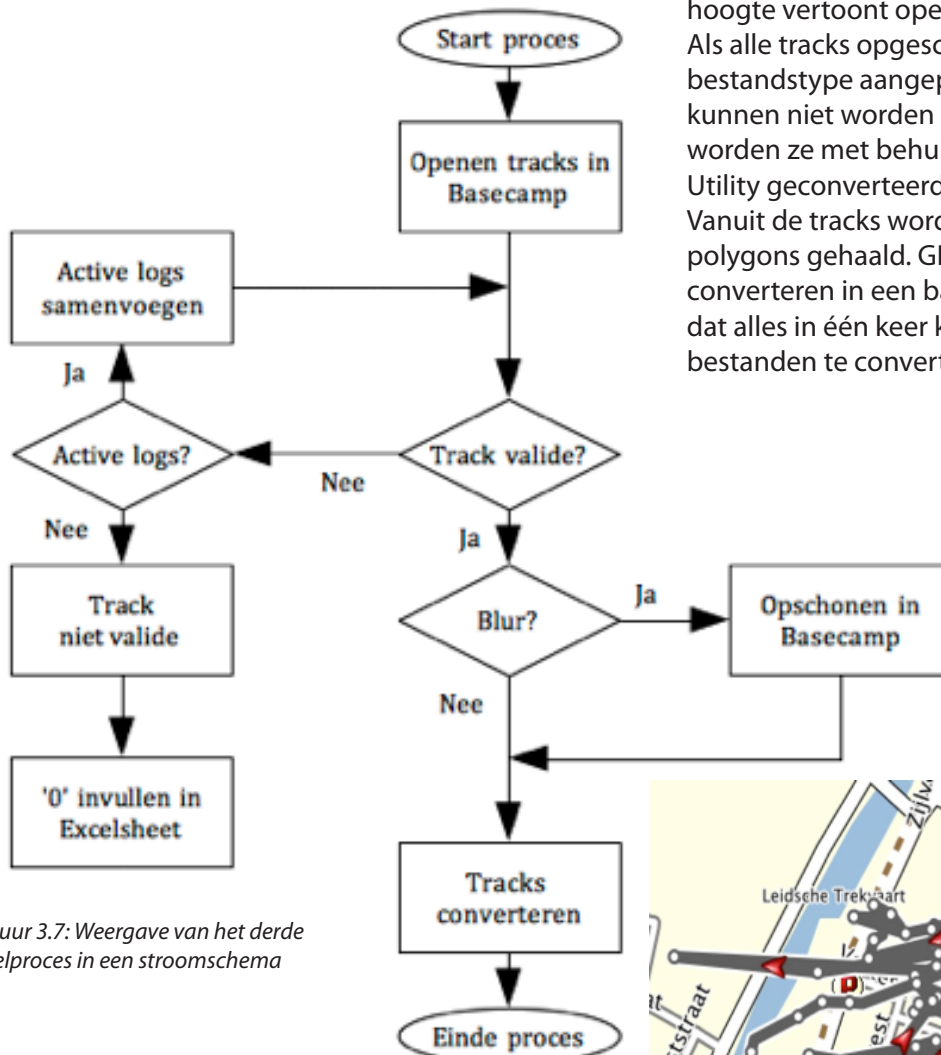 Start proces
Openen tracks in
Basecamp
Active logs
samenvoegen
Ja
Active logs?
Nee
Track valide?
Nee
Ja
Track
niet valide
Blur?
Ja
Opschonen in
Basecamp
Nee
'0' invullen in
Excelsheet
Tracks
converteren
Einde proces
uur 3.7: Weergave van het derde
elproces in een stroomschema
hoogte vertoont ope
Als alle tracks opgesc
bestandstype aangep
kunnen niet worden
worden ze met behu
Utility geconverteerd
Vanuit de tracks word
polygons gehaald. GI
converteren in een ba
dat alles in één keer k
bestanden te convert
Leidsche Trekvaart
Zijlv
tstraat
est